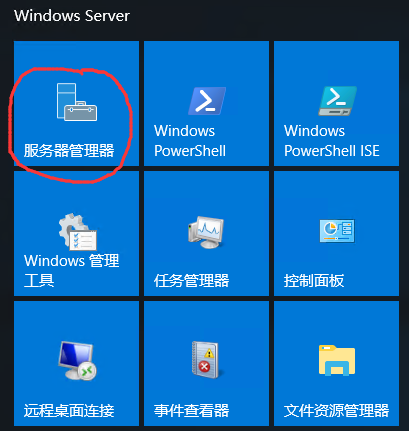 Windows Server
服务器管理器
Windows
PowerShell
Windows
PowerShell ISE
Windows 管理
工具
任务管理器
控制面板
远程桌面连接
事件查看器
文件资源管理器